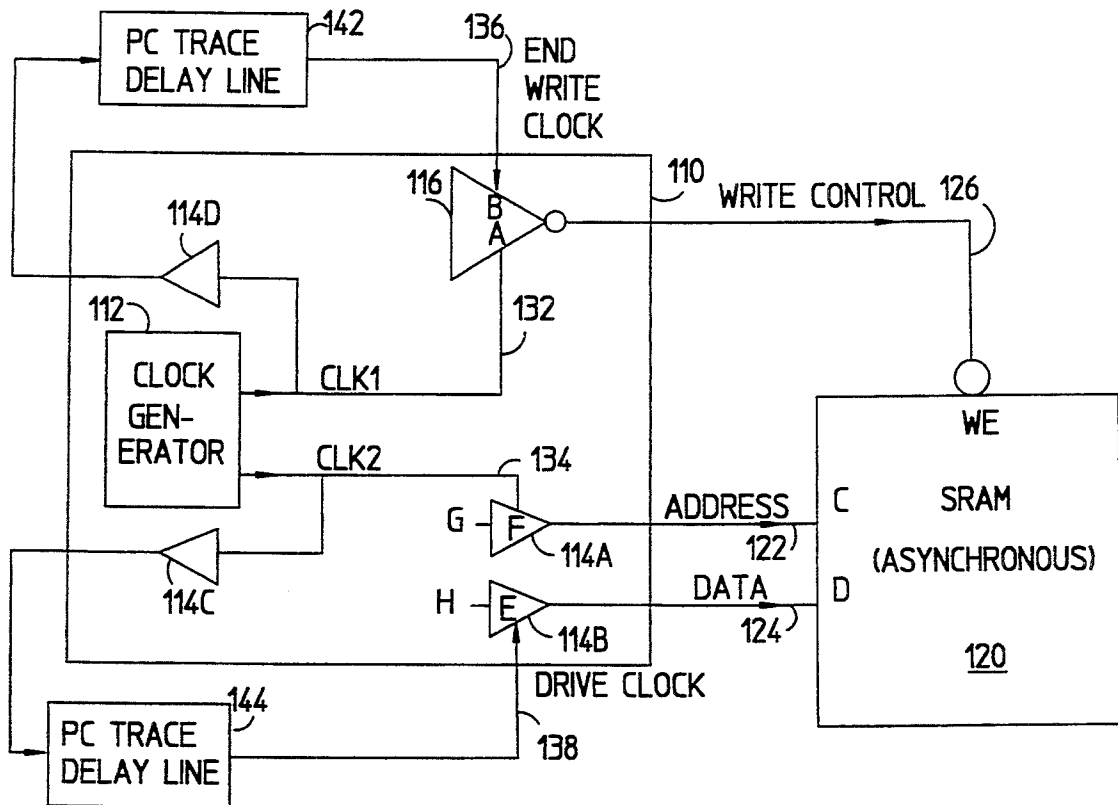 PC TRACE
DELAY LINE
142
136
END
WRITE
CLOCK
114D
116
B
A
110
WRITE CONTROL
126
112
CLOCK
GEN-
ERATOR
CLK1
132
CLK2
134
WE
SRAM
(ASYNCHRONOUS)
120
C
D
G
F
114A
ADDRESS
122
H
E
114B
DATA
124
114C
DRIVE CLOCK
138
PC TRACE
DELAY LINE
144